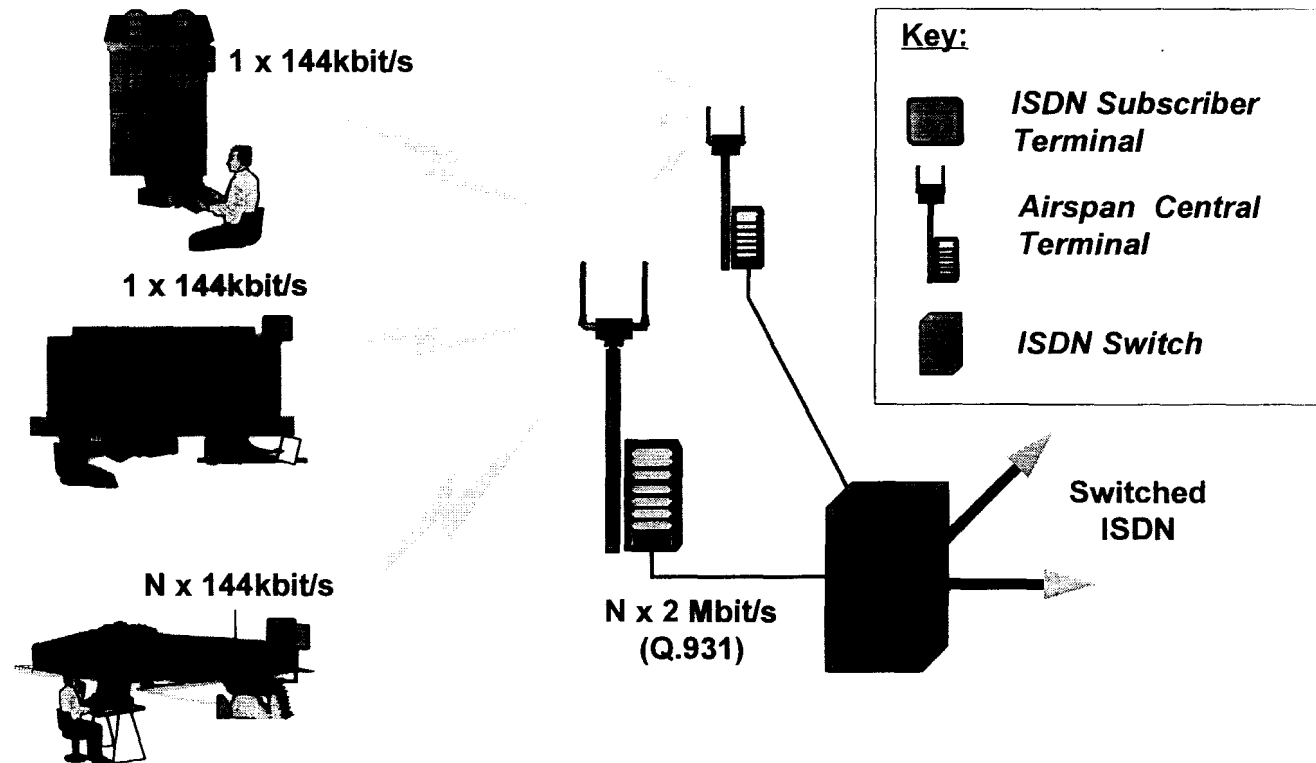 1 x 144kbit/s
1 x 144kbit/s
N x 144kbit/s
N x 2 Mbit/s
(Q.931)
Switched
ISDN
Key:
ISDN Subscriber
Terminal
Airspan Central
Terminal
ISDN Switch